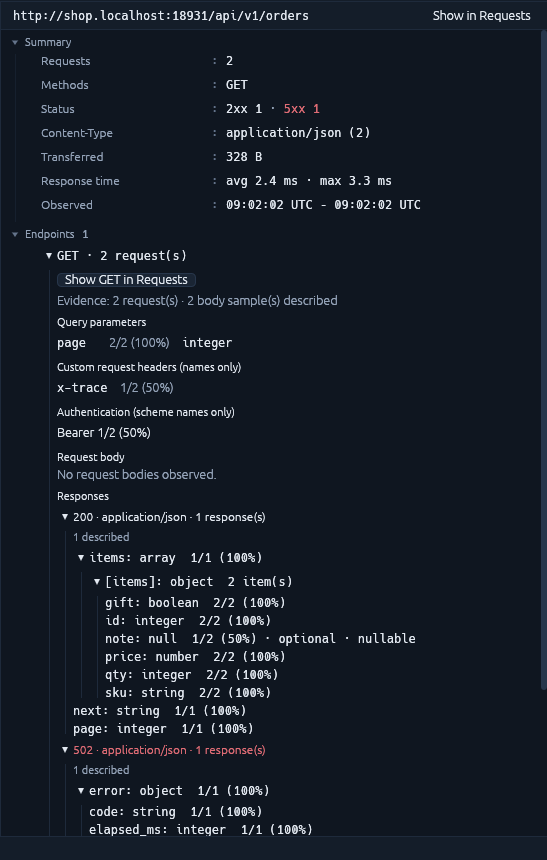 http://shop.localhost:18931/api/v1/orders Show in Requests
▼ Summary
Requests : 2
Methods : GET
Status : 2xx 1 · 5xx 1
Content-Type : application/json (2)
Transferred : 328 B
Response time : avg 2.4 ms · max 3.3 ms
Observed : 09:02:02 UTC - 09:02:02 UTC
▼ Endpoints 1
▼ GET · 2 request(s)
Show GET in Requests
Evidence: 2 request(s) · 2 body sample(s) described
Query parameters
page 2/2 (100%) integer
Custom request headers (names only)
x-trace 1/2 (50%)
Authentication (scheme names only)
Bearer 1/2 (50%)
Request body
No request bodies observed.
Responses
▼ 200 · application/json · 1 response(s)
1 described
▼ items: array 1/1 (100%)
▼ [items]: object 2 item(s)
gift: boolean 2/2 (100%)
id: integer 2/2 (100%)
note: null 1/2 (50%) · optional · nullable
price: number 2/2 (100%)
qty: integer 2/2 (100%)
sku: string 2/2 (100%)
next: string 1/1 (100%)
page: integer 1/1 (100%)
▼ 502 · application/json · 1 response(s)
1 described
▼ error: object 1/1 (100%)
code: string 1/1 (100%)
elapsed_ms: integer 1/1 (100%)